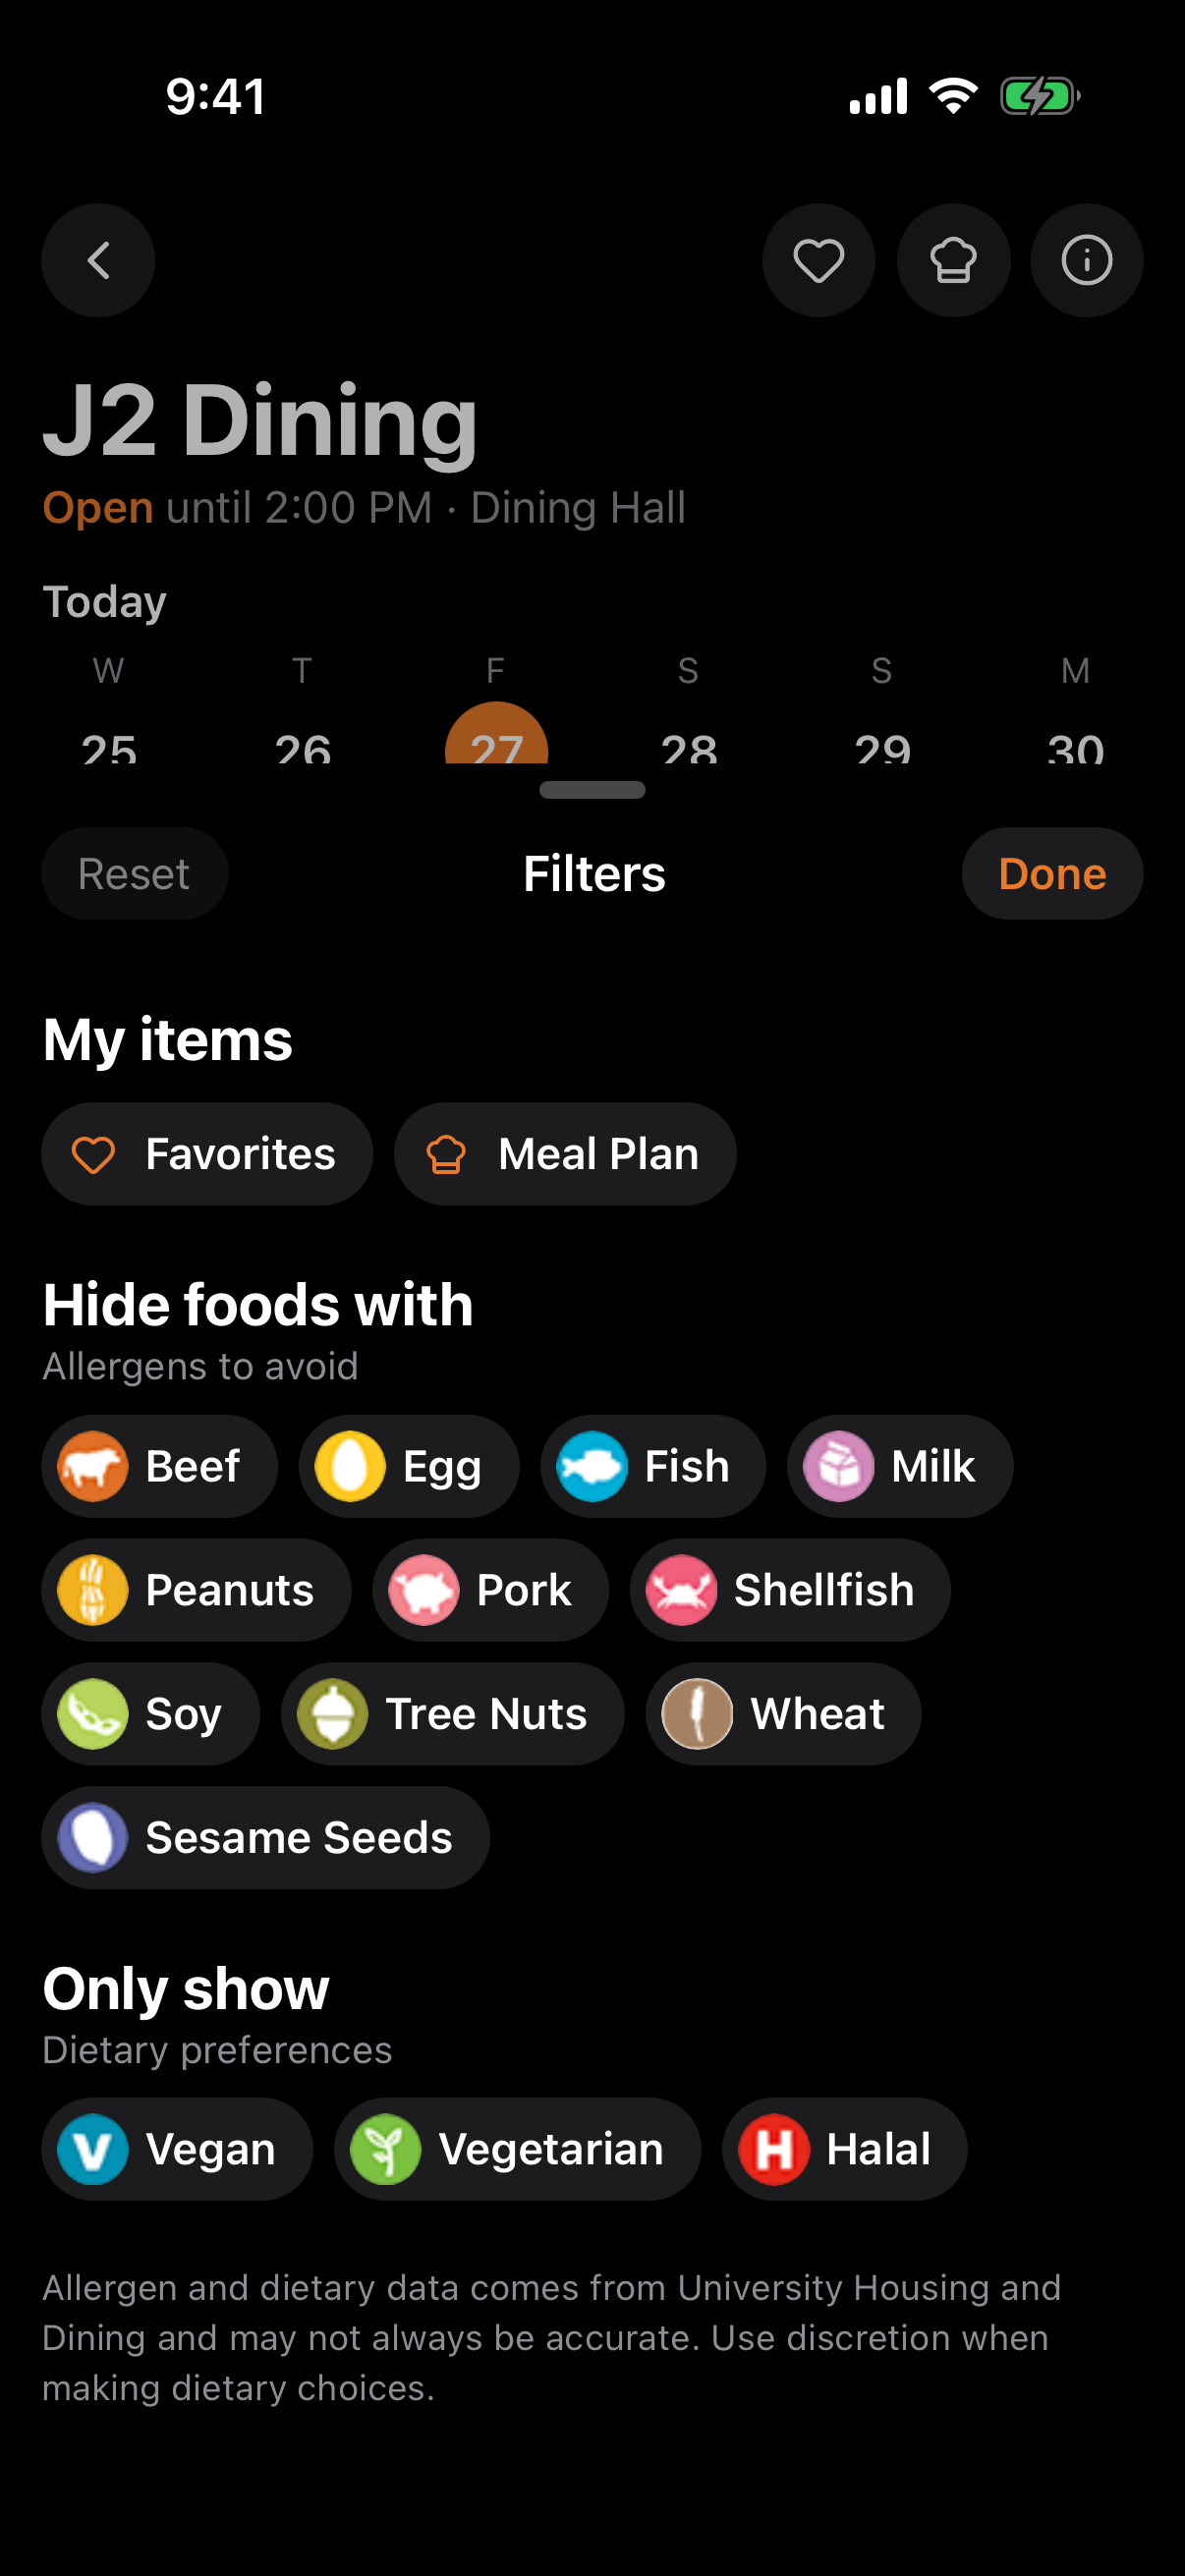 9:41
J2 Dining
Open until 2:00 PM · Dining Hall
Today
W T F S S M
25 26 27 28 29 30
Reset Filters Done
My items
Favorites Meal Plan
Hide foods with
Allergens to avoid
Beef Egg Fish Milk
Peanuts Pork Shellfish
Soy Tree Nuts Wheat
Sesame Seeds
Only show
Dietary preferences
V Vegan Vegetarian H Halal
Allergen and dietary data comes from University Housing and
Dining and may not always be accurate. Use discretion when
making dietary choices.